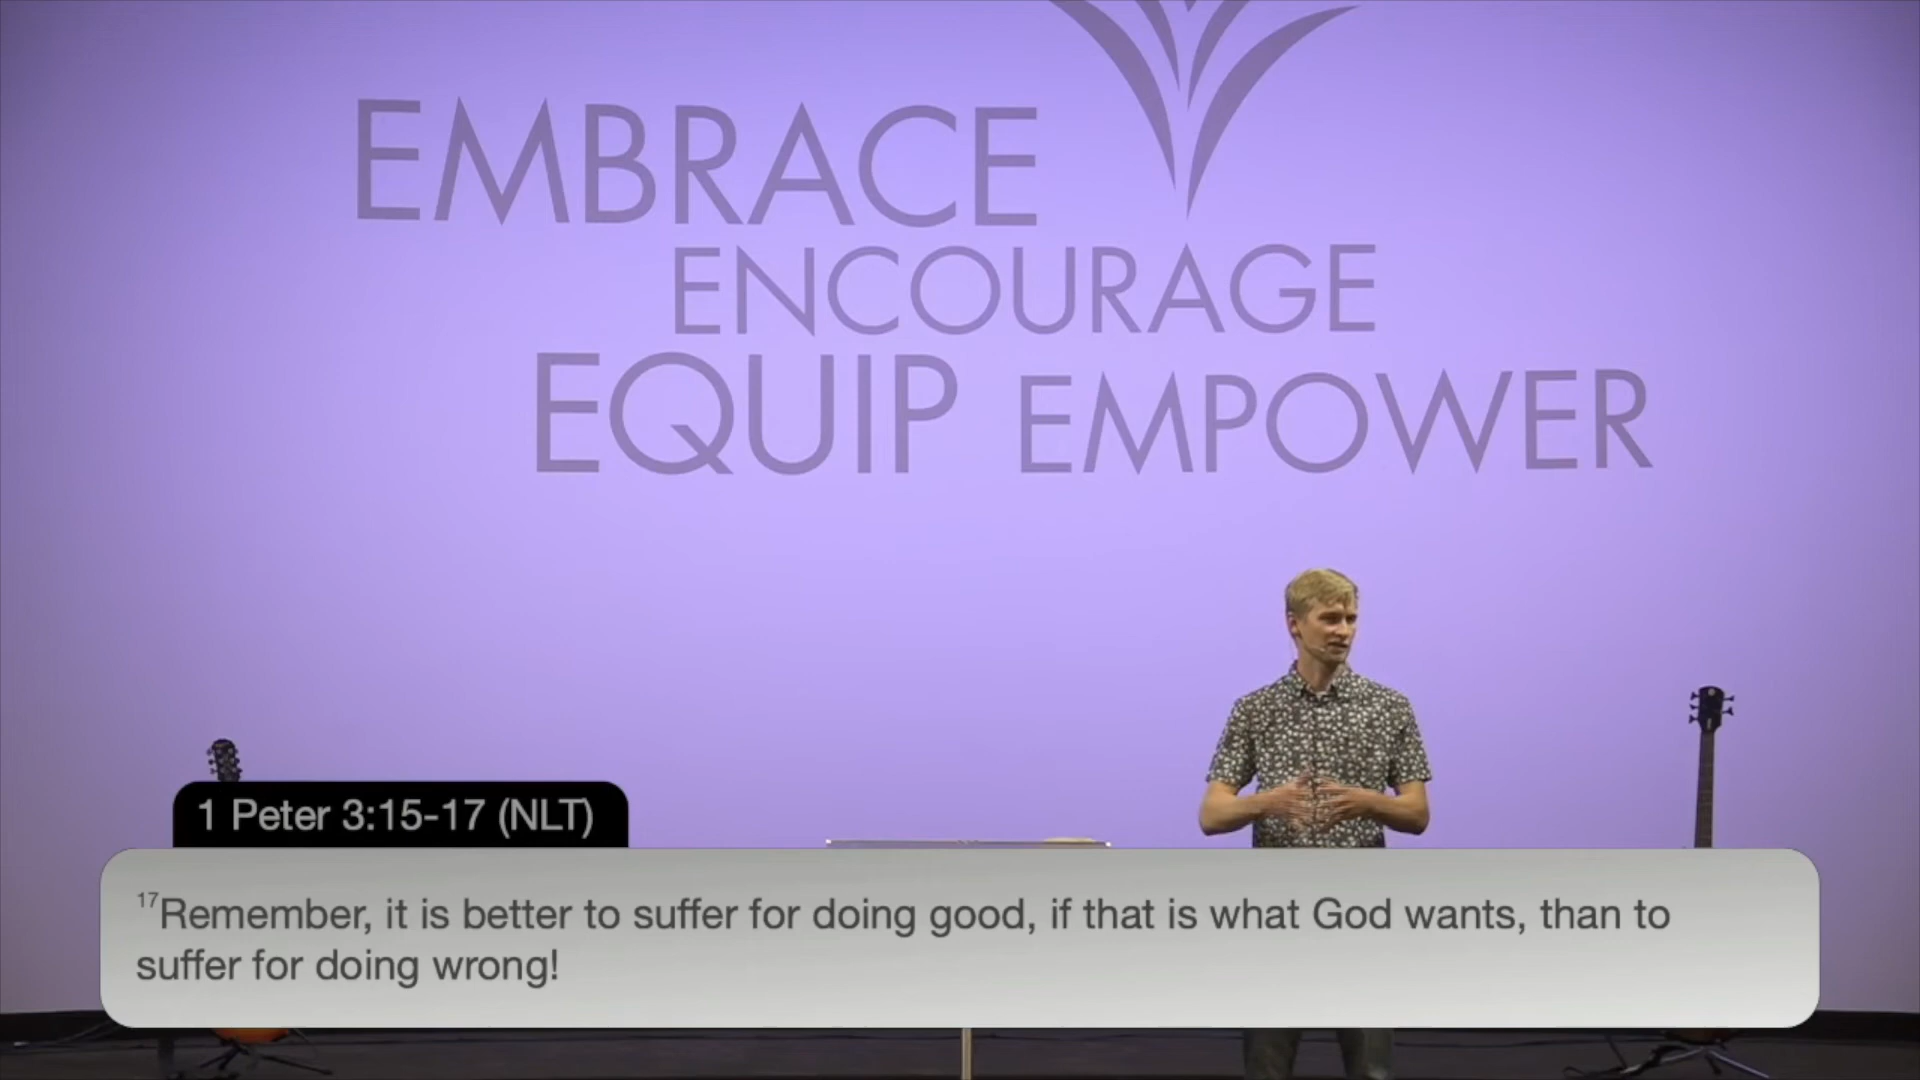 EMBRACE
ENCOURAGE
EQUIP EMPOWER
1 Peter 3:15-17 (NLT)
17Remember, it is better to suffer for doing good, if that is what God wants, than to
suffer for doing wrong!